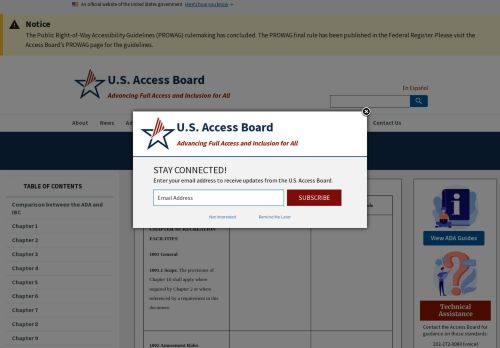 An official website of the United States government Here's how you know
Notice
The Public Right-of-Way Accessibility Guidelines (PROWAG) rulemaking has concluded. The PROWAG final rule has been published in the Federal Register. Please visit the
Access Board's PROWAG page for the guidelines.
U.S. Access Board
Advancing Full Access and Inclusion for All
En Español
About
News
Contact Us
U.S. Access Board
Advancing Full Access and Inclusion for All
STAY CONNECTED!
Enter your email address to receive updates from the U.S. Access Board.
Email Address
SUBSCRIBE
Not Interested
Remind Me Later
TABLE OF CONTENTS
Comparison between the ADA and
IBC
Chapter 1
Chapter 2
Chapter 3
Chapter 4
Chapter 5
Chapter 6
Chapter 7
Chapter 8
Chapter 9
CHAPTER 10 RECREATION
FACILITIES
1001 General
1001.1 Scope. The provisions of
Chapter 10 shall apply where
required by Chapter 2 or where
referenced by a requirement in this
document.
1002 Amusement Rides
View ADA Guides
Technical
Assistance
Contact the Access Board for
guidance on these standards:
202-272-0080 (voice)